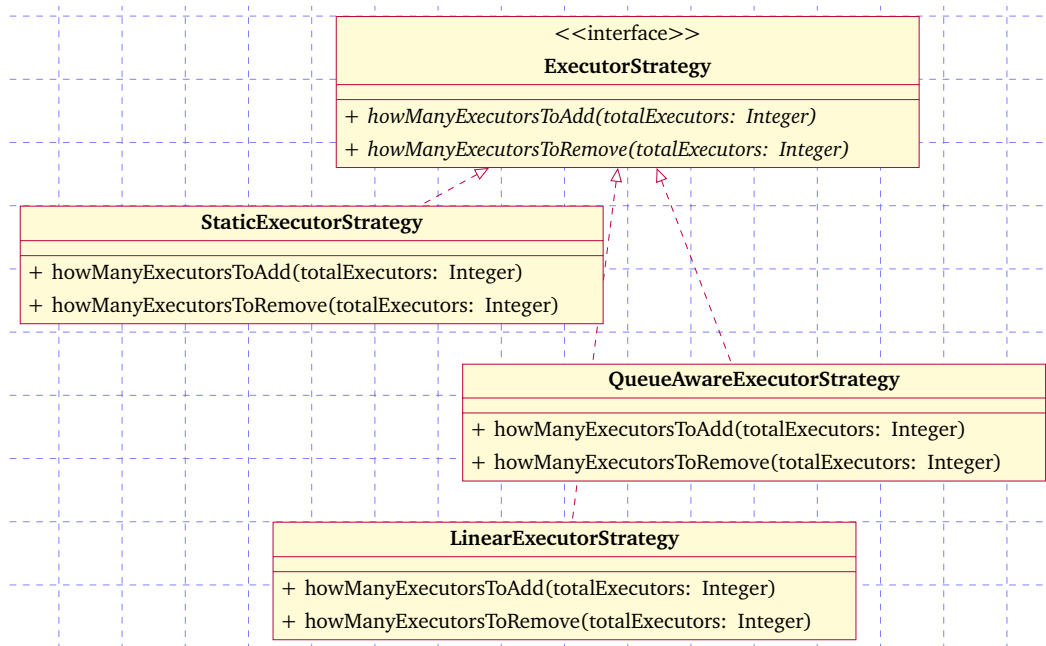 <<interface>>
ExecutorStrategy
+ howManyExecutorsToAdd(totalExecutors: Integer)
+ howManyExecutorsToRemove(totalExecutors: Integer)
StaticExecutorStrategy
+ howManyExecutorsToAdd(totalExecutors: Integer)
+ howManyExecutorsToRemove(totalExecutors: Integer)
QueueAwareExecutorStrategy
+ howManyExecutorsToAdd(totalExecutors: Integer)
+ howManyExecutorsToRemove(totalExecutors: Integer)
LinearExecutorStrategy
+ howManyExecutorsToAdd(totalExecutors: Integer)
+ howManyExecutorsToRemove(totalExecutors: Integer)